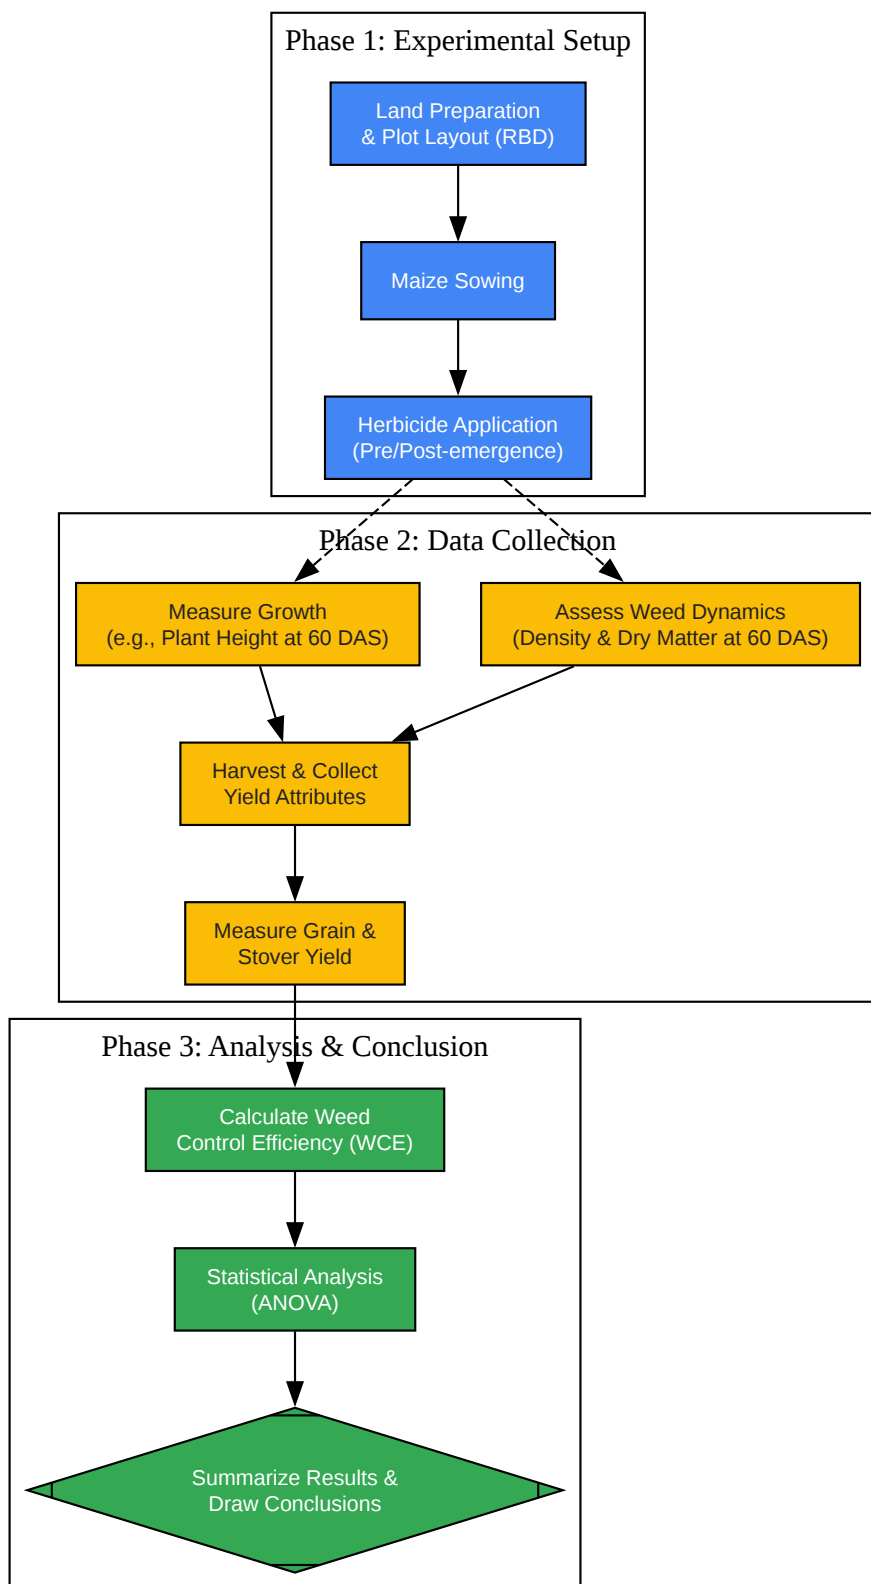 Phase 1: Experimental Setup
Land Preparation
& Plot Layout (RBD)
Maize Sowing
Herbicide Application
(Pre/Post-emergence)
Phase 2: Data Collection
Measure Growth
(e.g., Plant Height at 60 DAS)
Assess Weed Dynamics
(Density & Dry Matter at 60 DAS)
Harvest & Collect
Yield Attributes
Measure Grain &
Stover Yield
Phase 3: Analysis & Conclusion
Calculate Weed
Control Efficiency (WCE)
Statistical Analysis
(ANOVA)
Summarize Results &
Draw Conclusions